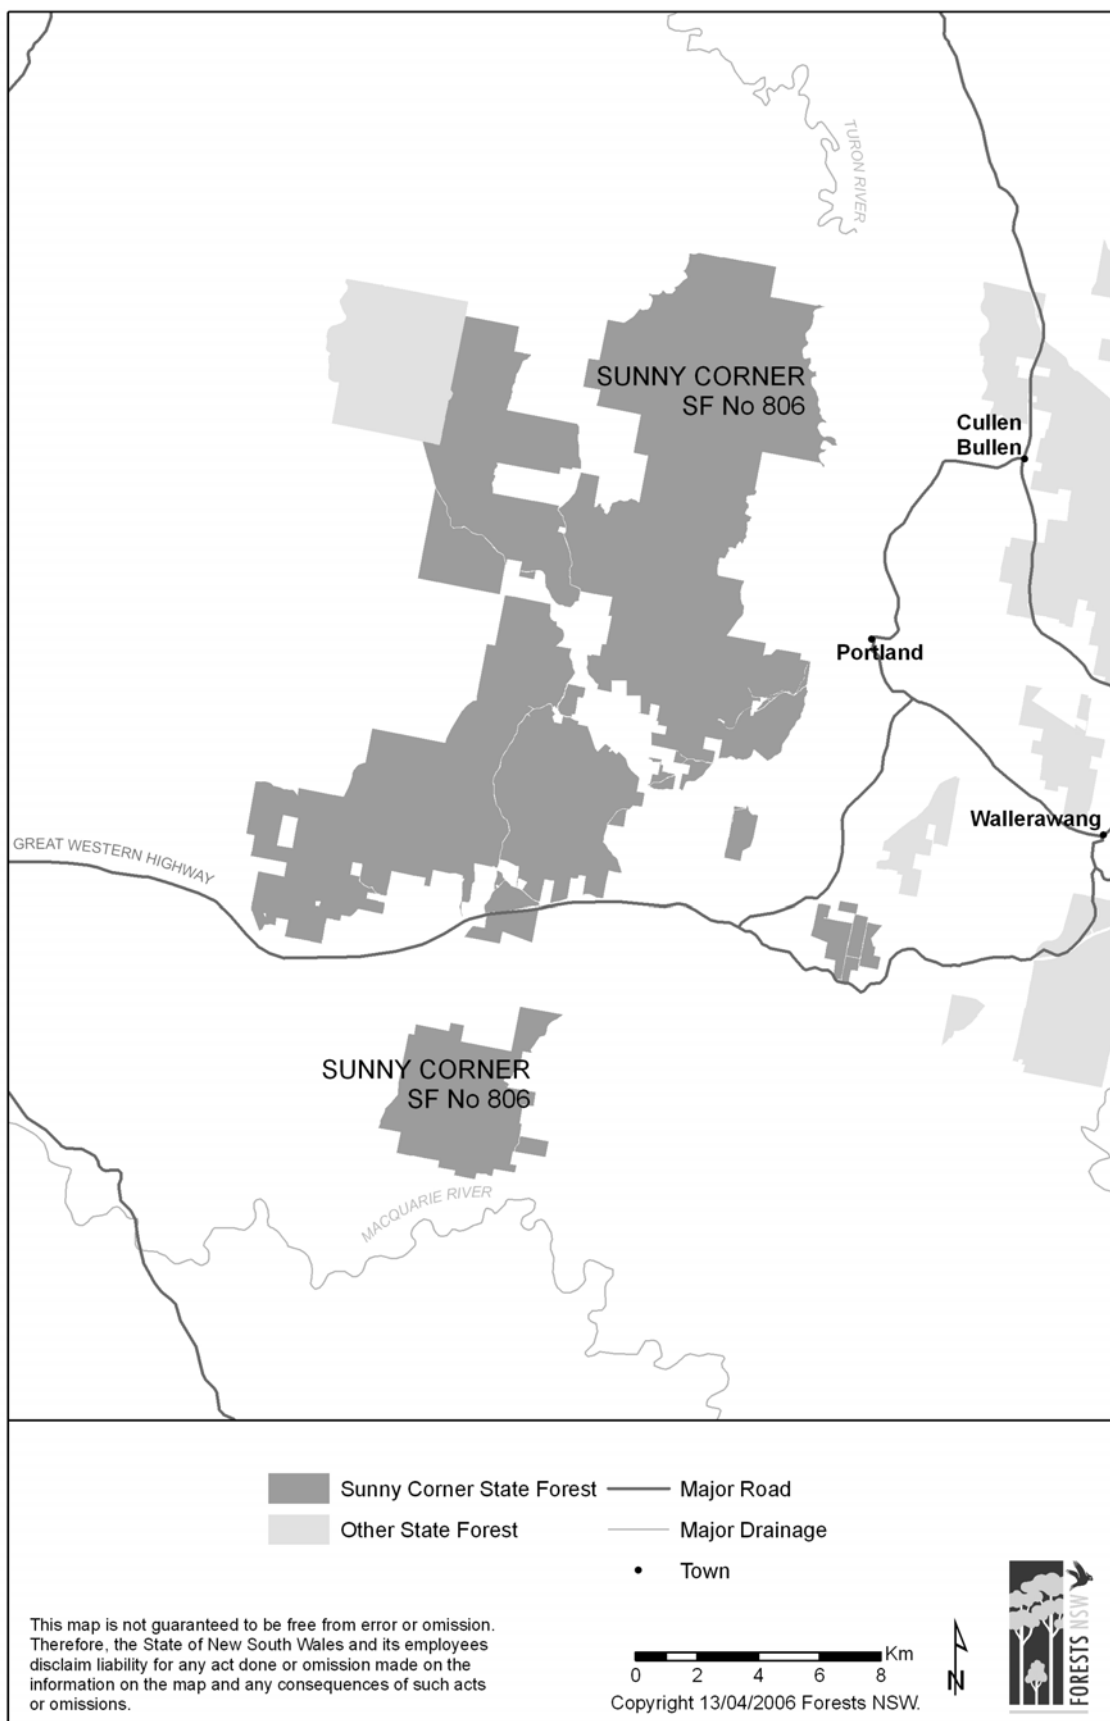 TURON RIVER
SUNNY CORNER
SF No 806
Cullen
Bullen
Portland
Wallerawang
GREAT WESTERN HIGHWAY
SUNNY CORNER
SF No 806
MACQUARIE RIVER
Sunny Corner State Forest
Major Road
Other State Forest
Major Drainage
Town
This map is not guaranteed to be free from error or omission.
Therefore, the State of New South Wales and its employees
disclaim liability for any act done or omission made on the
information on the map and any consequences of such acts
or omissions.
Km
0 2 4 6 8
Copyright 13/04/2006 Forests NSW.
N
FORESTS NSW